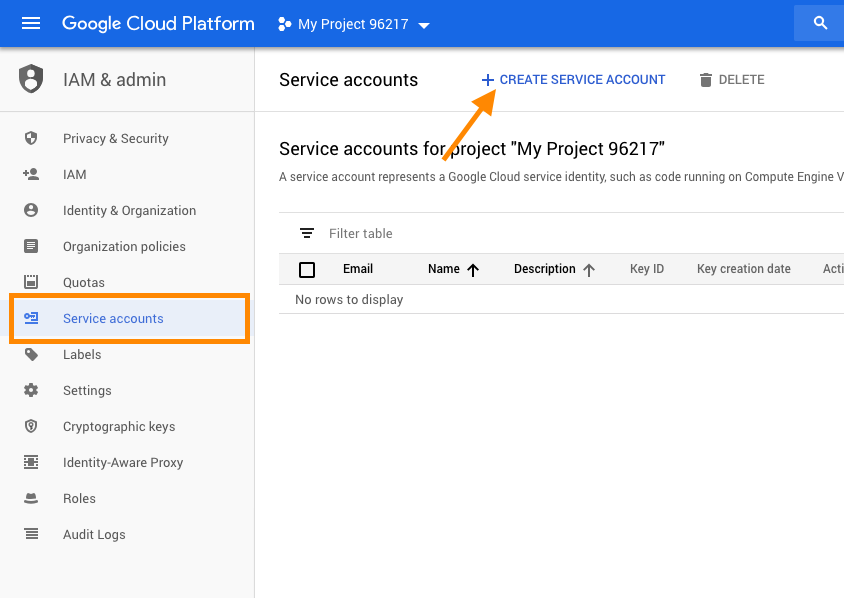 Google Cloud Platform
My Project 96217
IAM & admin
Privacy & Security
IAM
Identity & Organization
Organization policies
Quotas
Service accounts
Labels
Settings
Cryptographic keys
Identity-Aware Proxy
Roles
Audit Logs
Service accounts
CREATE SERVICE ACCOUNT
DELETE
Service accounts for project "My Project 96217"
A service account represents a Google Cloud service identity, such as code running on Compute Engine V
Filter table
Email Name Description Key ID Key creation date Acti
No rows to display